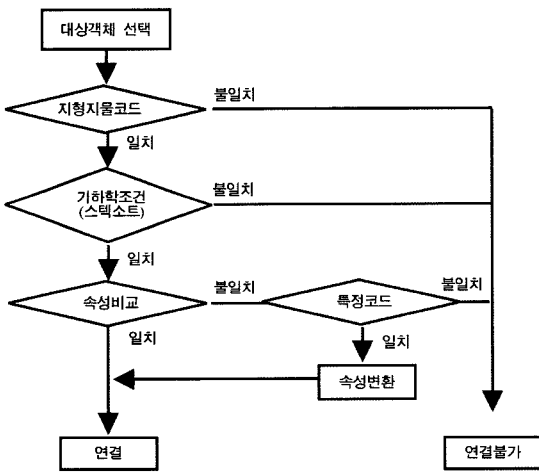 대상객체 선택
지형지물코드
불일치
일치
기하학조건
(스텍소트)
불일치
일치
속성비교
불일치
특정코드
불일치
일치
일치
속성변환
연결
연결불가